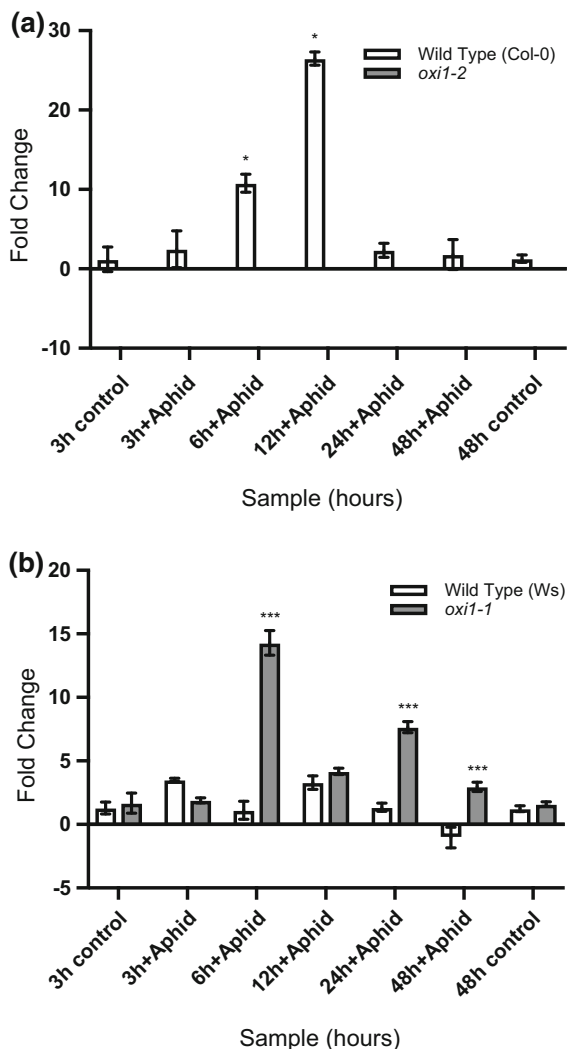 (a)
30
20
10
0
-10
Fold Change
*
*
Wild Type (Col-0)
oxi1-2
3h control
3h+Aphid
6h+Aphid
12h+Aphid
24h+Aphid
48h+Aphid
48h control
Sample (hours)
(b)
20
15
10
5
0
-5
Fold Change
***
***
***
Wild Type (Ws)
oxi1-1
3h control
3h+Aphid
6h+Aphid
12h+Aphid
24h+Aphid
48h+Aphid
48h control
Sample (hours)